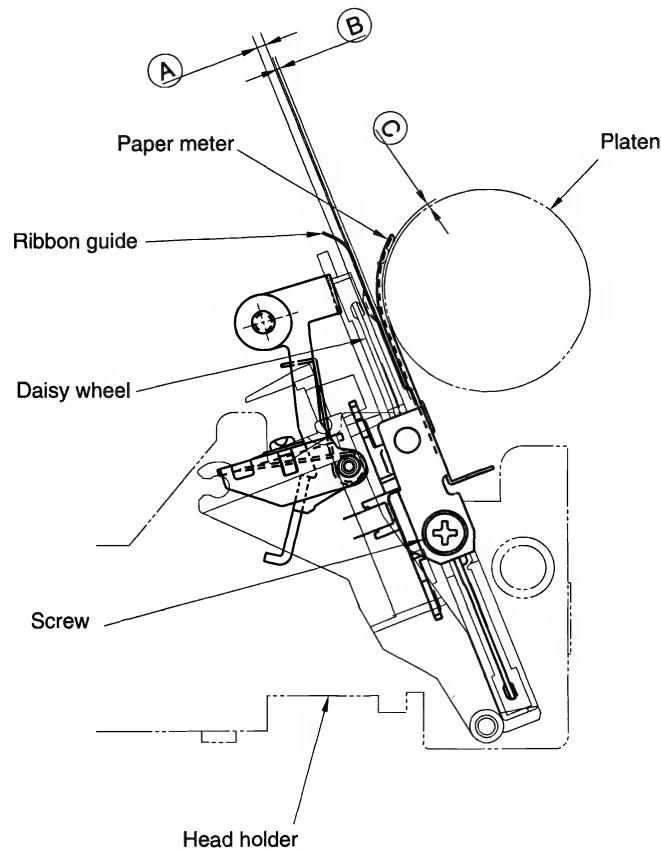 A
B
C
Paper meter
Platen
Ribbon guide
Daisy wheel
Screw
Head holder